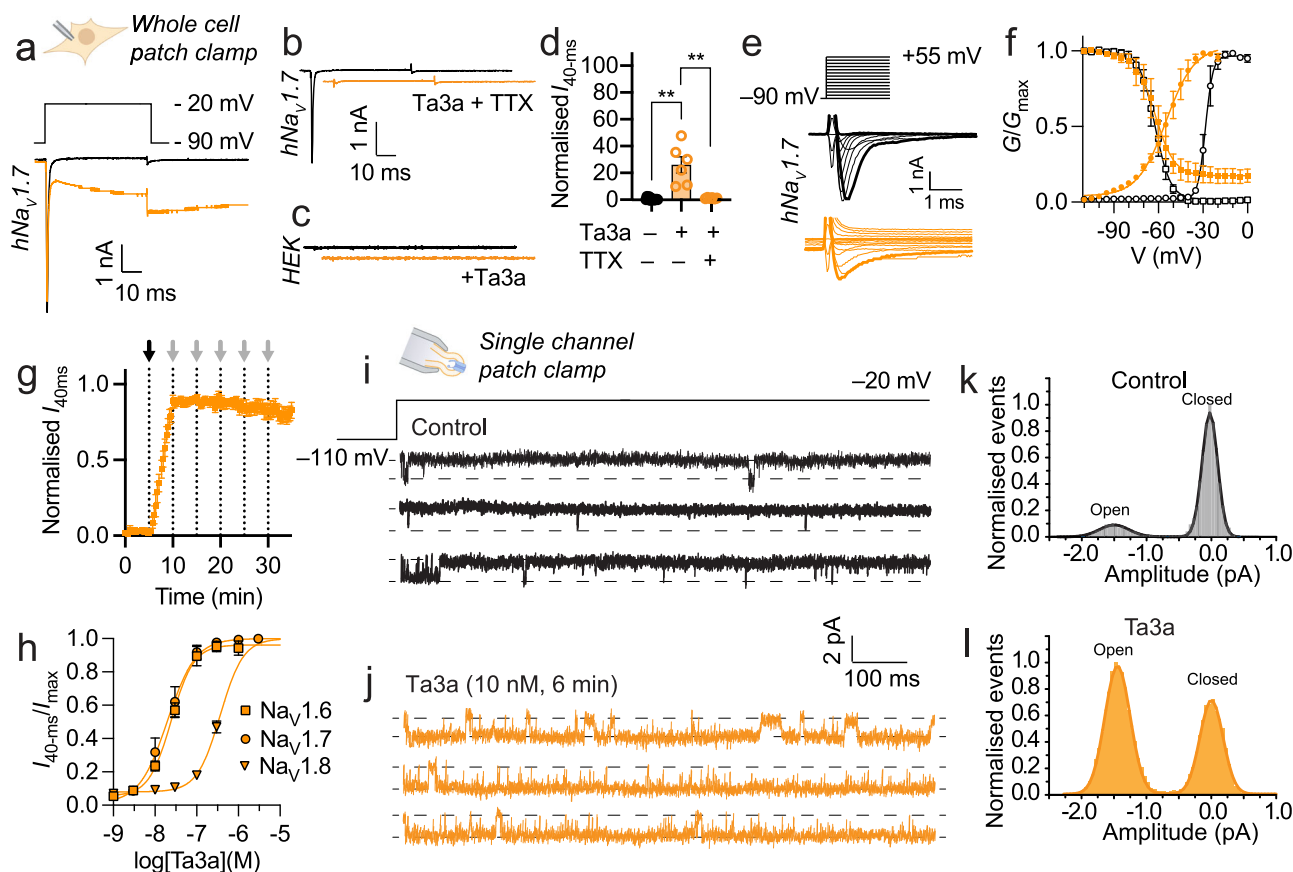 a
Whole cell
patch clamp
- 20 mV
- 90 mV
hNaV1.7
1 nA
10 ms
b
hNaV1.7
Ta3a + TTX
1 nA
10 ms
c
HEK
+Ta3a
d
Normalised I40-ms
100
80
60
40
20
0
**
**
Ta3a – + +
TTX – – +
e
+55 mV
–90 mV
hNaV1.7
1 nA
1 ms
f
G/Gmax
1.0
0.5
0.0
-90 -60 -30 0
V (mV)
g
Normalised I40ms
1.0
0.5
0.0
0 10 20 30
Time (min)
h
I40-ms/Imax
1.0
0.8
0.6
0.4
0.2
0.0
NaV1.6
NaV1.7
NaV1.8
-9 -8 -7 -6 -5
log[Ta3a](M)
i
Single channel
patch clamp
–20 mV
–110 mV
Control
2 pA
100 ms
j
Ta3a (10 nM, 6 min)
k
Control
Normalised events
1.0
0.8
0.6
0.4
0.2
0.0
Open
Closed
-2.0 -1.0 0.0 1.0
Amplitude (pA)
l
Ta3a
Normalised events
1.0
0.8
0.6
0.4
0.2
0.0
Open
Closed
-2.0 -1.0 0.0 1.0
Amplitude (pA)